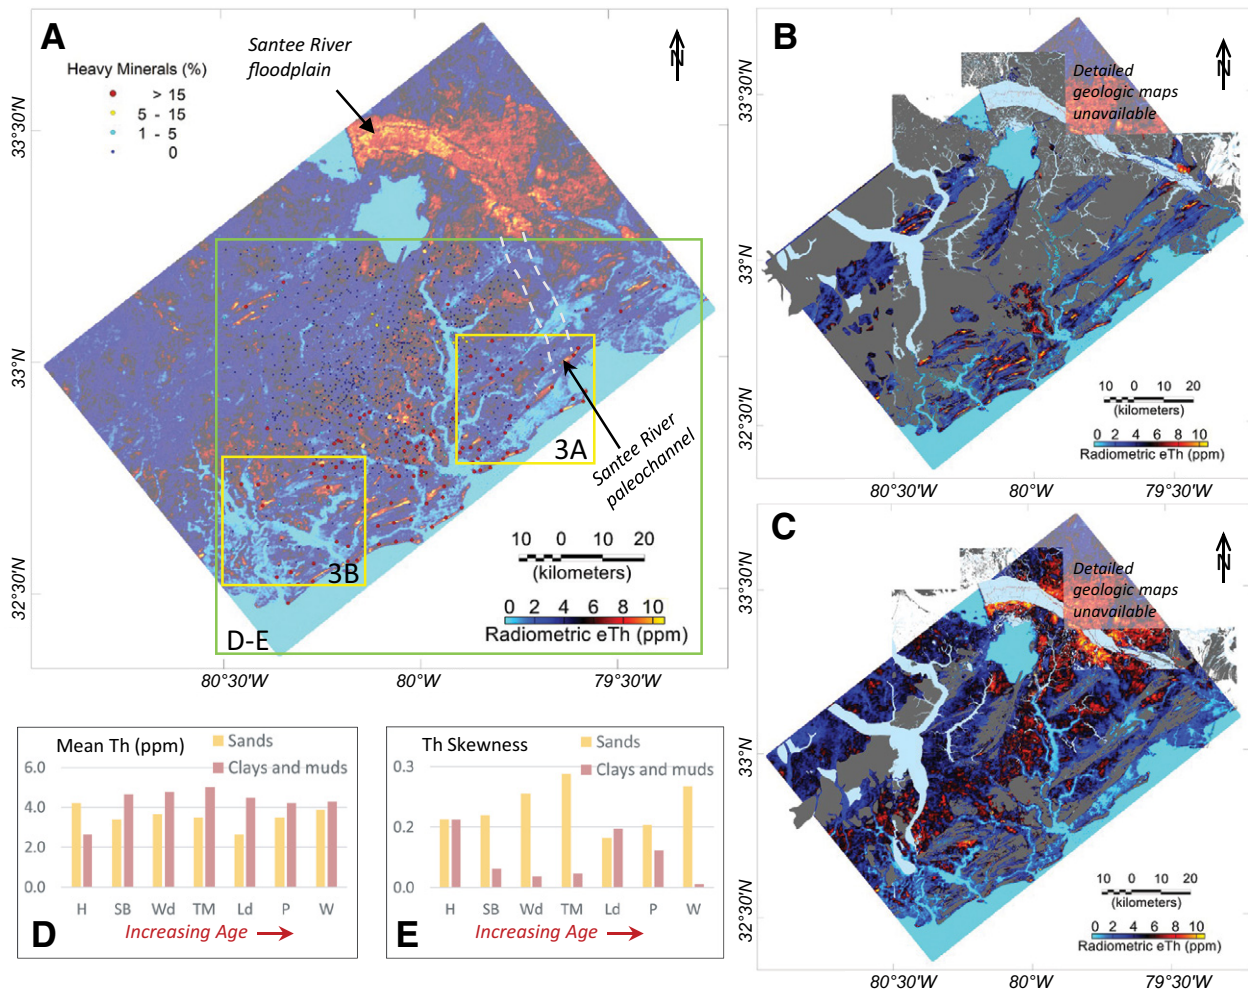 A
Santee River
floodplain
N
Heavy Minerals (%)
> 15
5 - 15
1 - 5
0
33°30'N
33°N
32°30'N
3A
3B
D-E
Santee River
paleochannel
10 0 10 20
(kilometers)
0 2 4 6 8 10
Radiometric eTh (ppm)
80°30'W
80°W
79°30'W
B
Detailed
geologic maps
unavailable
N
33°30'N
33°N
32°30'N
10 0 10 20
(kilometers)
0 2 4 6 8 10
Radiometric eTh (ppm)
80°30'W
80°W
79°30'W
C
Detailed
geologic maps
unavailable
N
33°30'N
33°N
32°30'N
10 0 10 20
(kilometers)
0 2 4 6 8 10
Radiometric eTh (ppm)
80°30'W
80°W
79°30'W
Mean Th (ppm)
Sands
Clays and muds
6.0
4.0
2.0
0.0
H SB Wd TM Ld P W
D
Increasing Age
Th Skewness
Sands
Clays and muds
0.3
0.2
0.0
H SB Wd TM Ld P W
E
Increasing Age